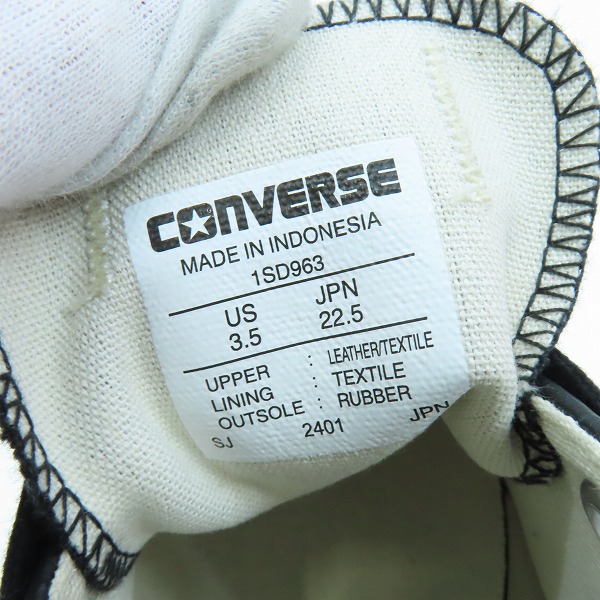 CONVERSE
MADE IN INDONESIA
1SD963
US JPN
3.5 22.5
UPPER : LEATHER/TEXTILE
LINING : TEXTILE
OUTSOLE : RUBBER
SJ 2401 JPN